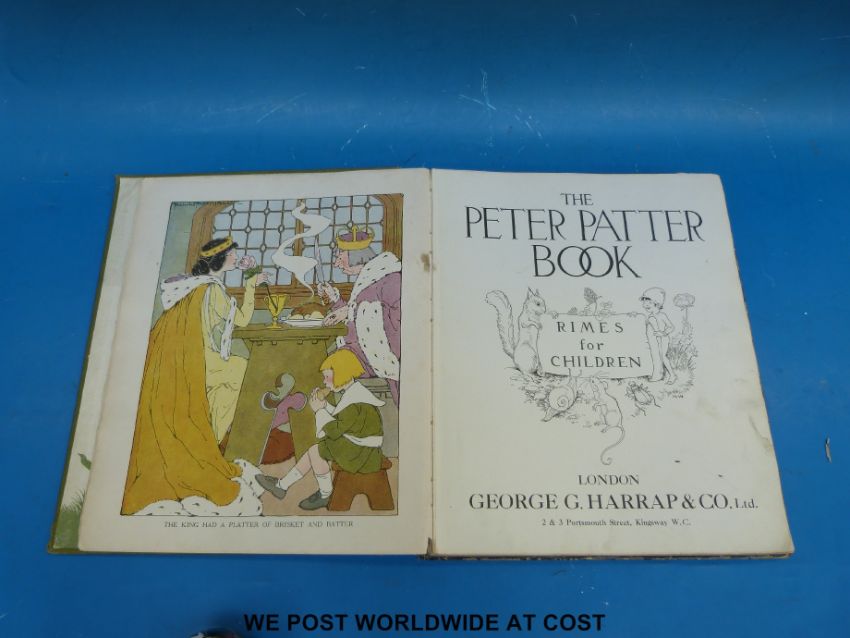 THE KING HAD A PLATTER OF BRISKET AND BATTER
THE
PETER PATTER
BOOK
RIMES
for
CHILDREN
LONDON
GEORGE G. HARRAP & CO. Ltd.
2 & 3 Portsmouth Street, Kingsway W.C.
WE POST WORLDWIDE AT COST